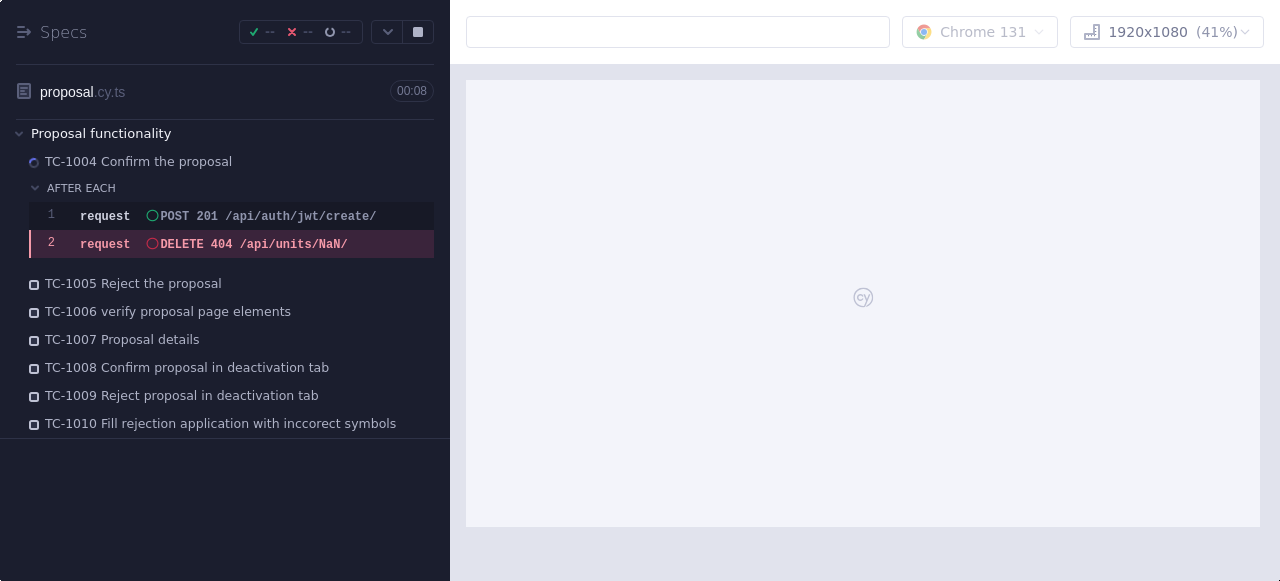 Specs
-- -- --
Chrome 131
1920x1080 (41%)
proposal.cy.ts
00:08
Proposal functionality
TC-1004 Confirm the proposal
AFTER EACH
1 request POST 201 /api/auth/jwt/create/
2 request DELETE 404 /api/units/NaN/
TC-1005 Reject the proposal
TC-1006 verify proposal page elements
TC-1007 Proposal details
TC-1008 Confirm proposal in deactivation tab
TC-1009 Reject proposal in deactivation tab
TC-1010 Fill rejection application with inccorect symbols
cy